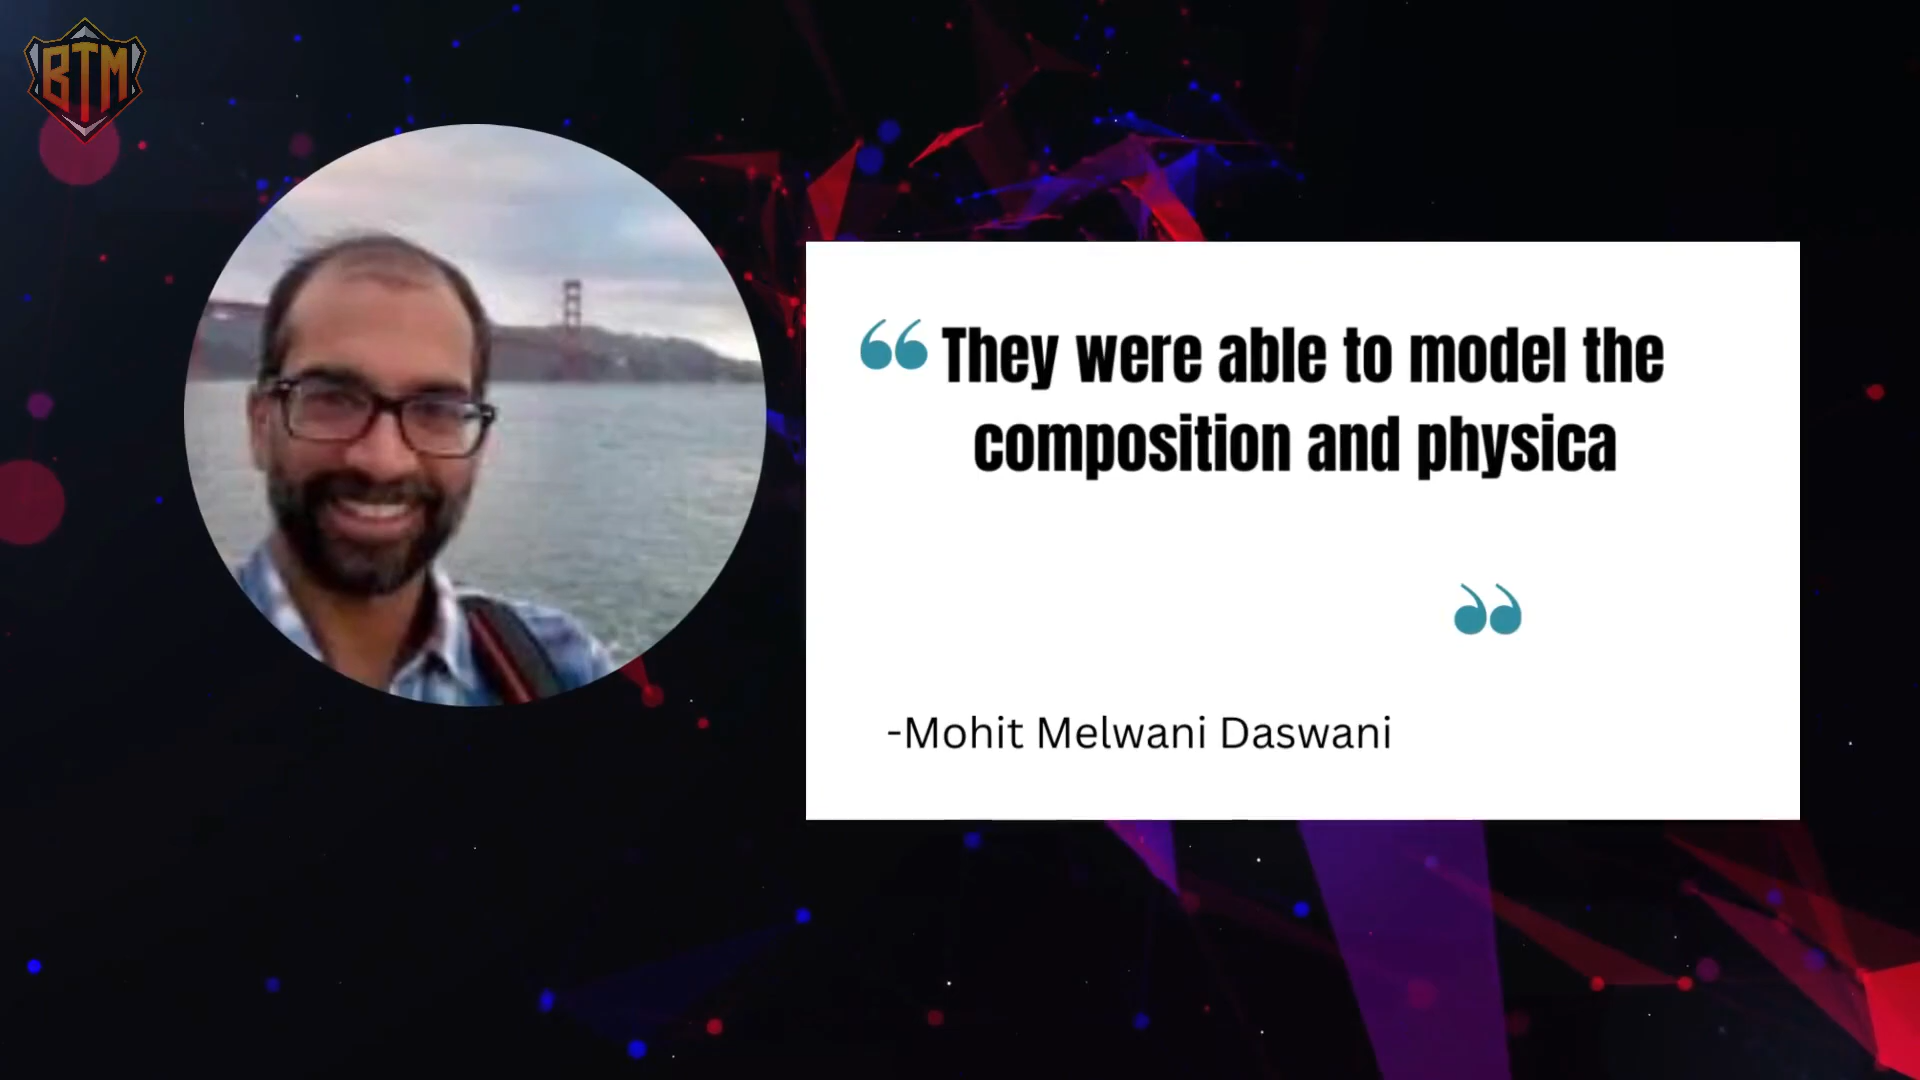 BTM
“ They were able to model the
composition and physica
”
-Mohit Melwani Daswani